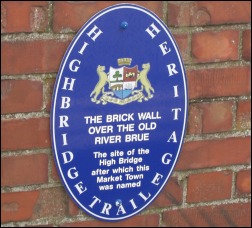 HIGHBRIDGE HERITAGE TRAIL
THE BRICK WALL
OVER THE OLD
RIVER BRUE
The site of the
High Bridge
after which this
Market Town
was named